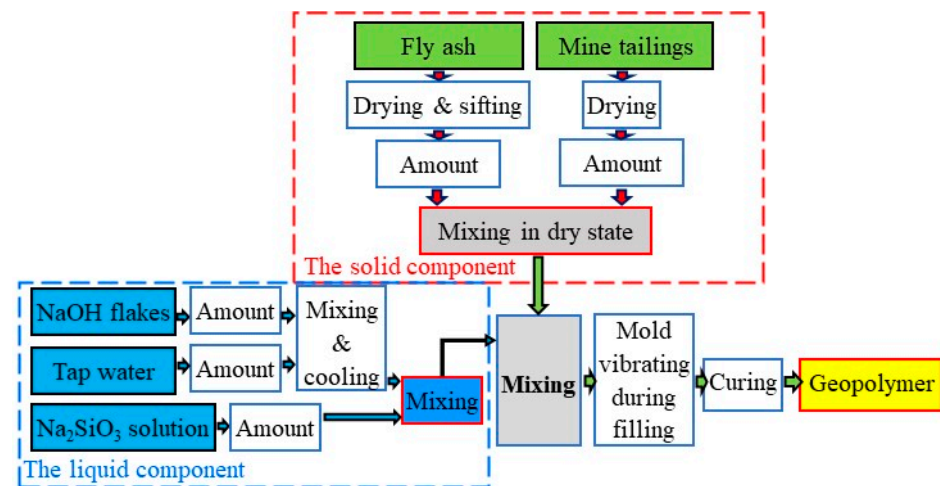 Fly ash
Mine tailings
Drying & sifting
Drying
Amount
Amount
Mixing in dry state
The solid component
NaOH flakes
Amount
Mixing
&
cooling
Tap water
Amount
Mixing
Na₂SiO₃ solution
Amount
The liquid component
Mixing
Mold
vibrating
during
filling
Curing
Geopolymer